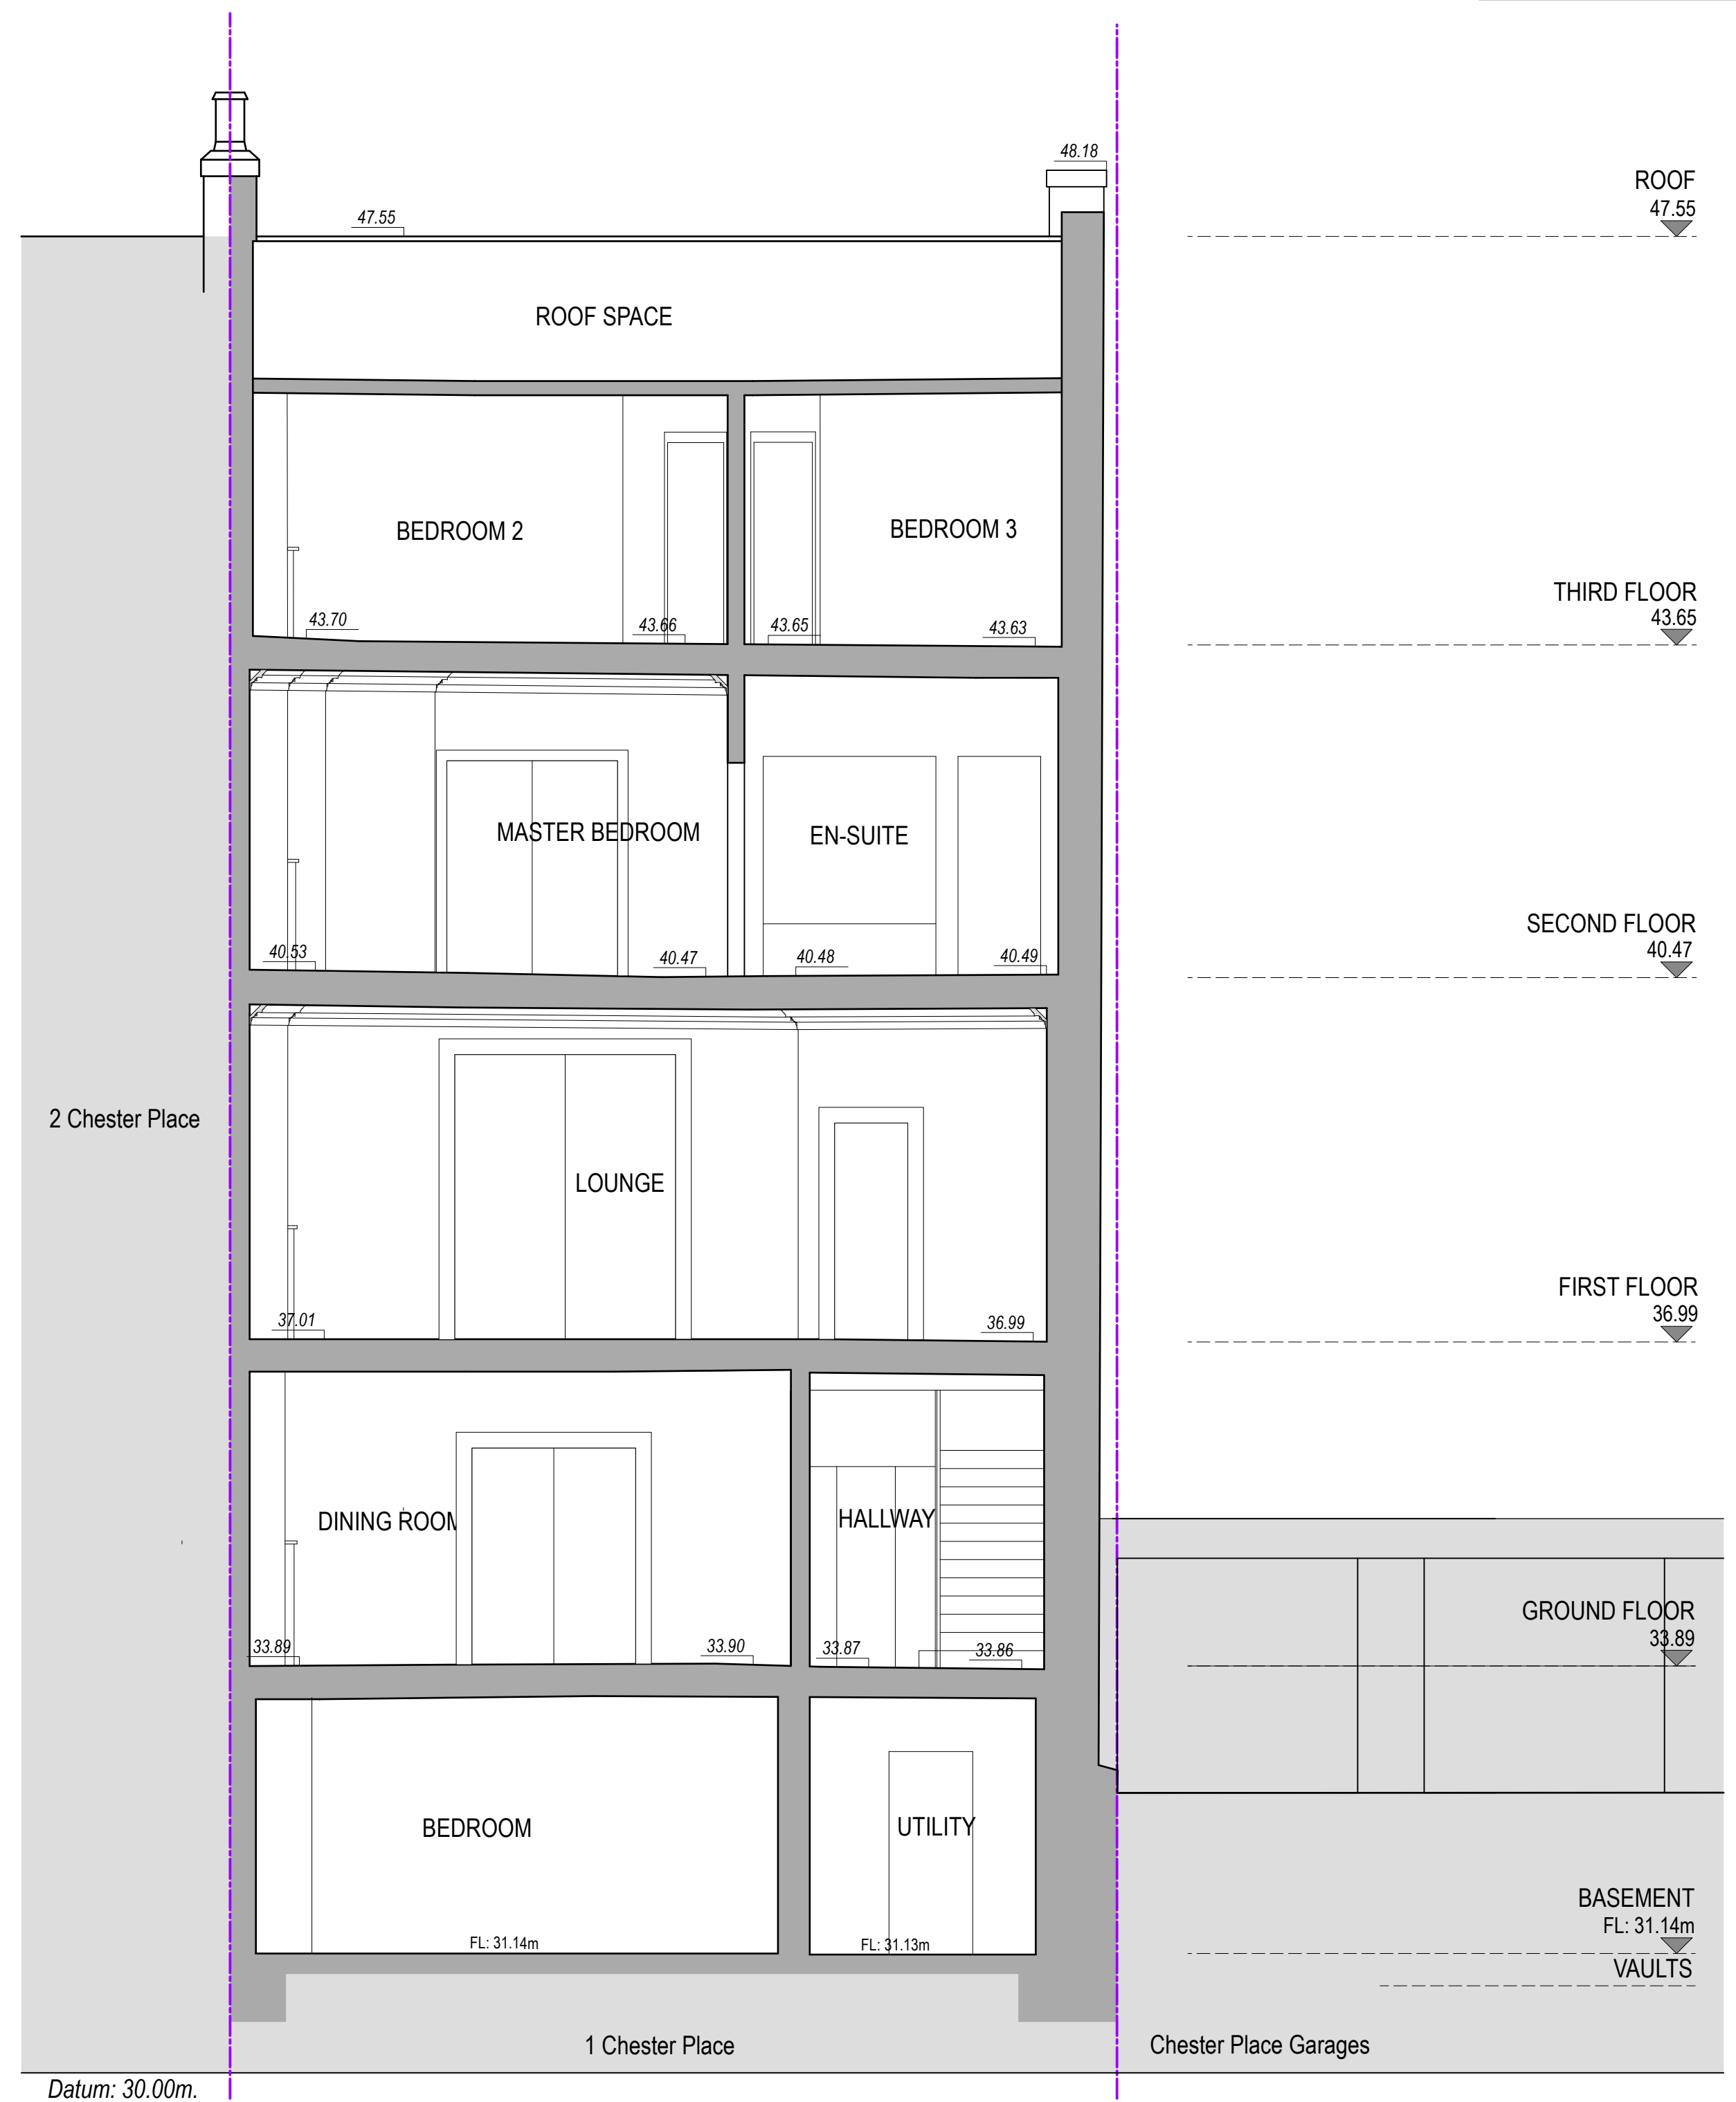 48.18
ROOF
47.55
47.55
ROOF SPACE
BEDROOM 2
BEDROOM 3
THIRD FLOOR
43.65
43.70
43.66
43.65
43.63
MASTER BEDROOM
EN-SUITE
SECOND FLOOR
40.47
40.53
40.47
40.48
40.49
2 Chester Place
LOUNGE
FIRST FLOOR
36.99
37.01
36.99
DINING ROOM
HALLWAY
GROUND FLOOR
33.89
33.89
33.90
33.87
33.86
BEDROOM
UTILITY
BASEMENT
FL: 31.14m
FL: 31.14m
FL: 31.13m
VAULTS
1 Chester Place
Chester Place Garages
Datum: 30.00m.